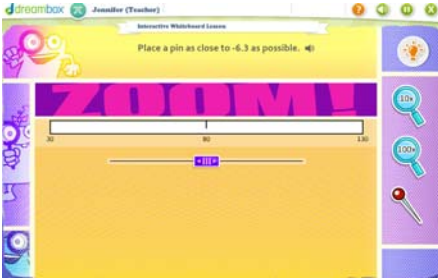 dreambox Jennifer (Teacher)
Interactive Whiteboard Lesson
Place a pin as close to -6.3 as possible.
ZOOM!
30 80 130
10x
100x